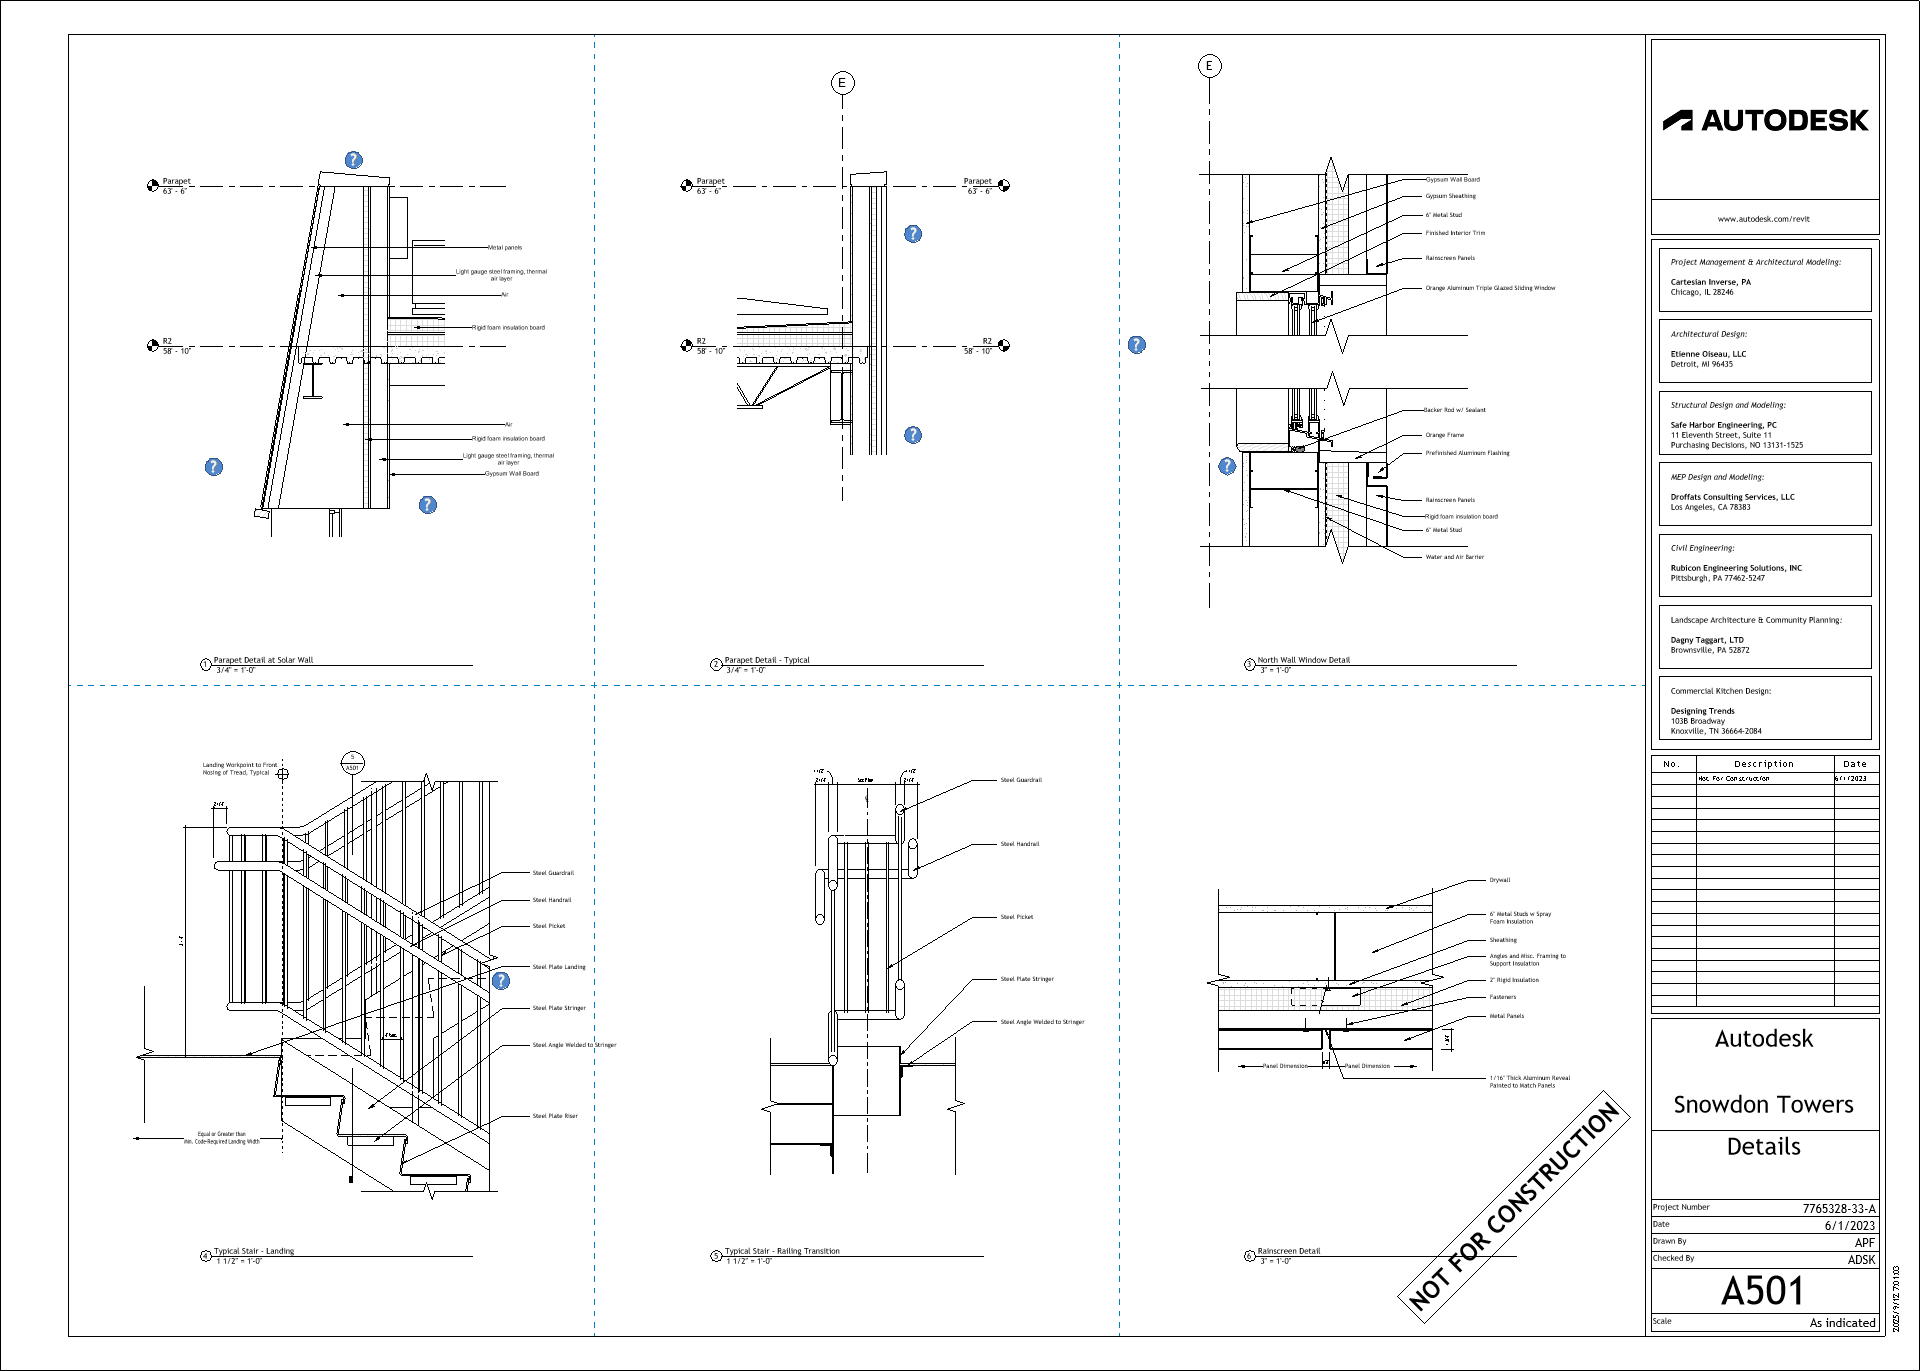 E
E
?
Parapet
63' - 6"
Metal panels
Light gauge steel framing, thermal
air layer
Air
Rigid foam insulation board
R2
58' - 10"
Air
Rigid foam insulation board
Light gauge steel framing, thermal
air layer
Gypsum Wall Board
?
?
1
Parapet Detail at Solar Wall
3/4" = 1'-0"
Parapet
63' - 6"
Parapet
63' - 6"
?
R2
58' - 10"
R2
58' - 10"
?
2
Parapet Detail - Typical
3/4" = 1'-0"
Gypsum Wall Board
Gypsum Sheathing
6" Metal Stud
Finished Interior Trim
Rainscreen Panels
Orange Aluminum Triple Glazed Sliding Window
?
Backer Rod w/ Sealant
Orange Frame
Prefinished Aluminum Flashing
?
Rainscreen Panels
Rigid foam insulation board
6" Metal Stud
Water and Air Barrier
3
North Wall Window Detail
3" = 1'-0"
Landing Workpoint to Front
Nosing of Tread, Typical
5
A501
Steel Guardrail
Steel Handrail
Steel Picket
Steel Plate Landing
?
Steel Plate Stringer
Steel Angle Welded to Stringer
Steel Plate Riser
Equal or Greater than
Min. Code-Required Landing Width
4
Typical Stair - Landing
1 1/2" = 1'-0"
Steel Guardrail
Steel Handrail
Steel Picket
Steel Plate Stringer
Steel Angle Welded to Stringer
5
Typical Stair - Railing Transition
1 1/2" = 1'-0"
Drywall
6" Metal Studs w Spray
Foam Insulation
Sheathing
Angles and Misc. Framing to
Support Insulation
2" Rigid Insulation
Fasteners
Metal Panels
Panel Dimension
Panel Dimension
1/16" Thick Aluminum Reveal
Painted to Match Panels
6
Rainscreen Detail
3" = 1'-0"
NOT FOR CONSTRUCTION
AUTODESK
www.autodesk.com/revit
Project Management & Architectural Modeling:
Cartesian Inverse, PA
Chicago, IL 28246
Architectural Design:
Etienne Oiseau, LLC
Detroit, MI 96435
Structural Design and Modeling:
Safe Harbor Engineering, PC
11 Eleventh Street, Suite 11
Purchasing Decisions, NO 13131-1525
MEP Design and Modeling:
Droffats Consulting Services, LLC
Los Angeles, CA 78383
Civil Engineering:
Rubicon Engineering Solutions, INC
Pittsburgh, PA 77462-5247
Landscape Architecture & Community Planning:
Dagny Taggart, LTD
Brownsville, PA 52872
Commercial Kitchen Design:
Designing Trends
103B Broadway
Knoxville, TN 36664-2084
No. Description Date
Not For Construction 6/1/2023
Autodesk
Snowdon Towers
Details
Project Number 7765328-33-A
Date 6/1/2023
Drawn By APF
Checked By ADSK
A501
Scale As indicated
2025/9/12 7:01:03